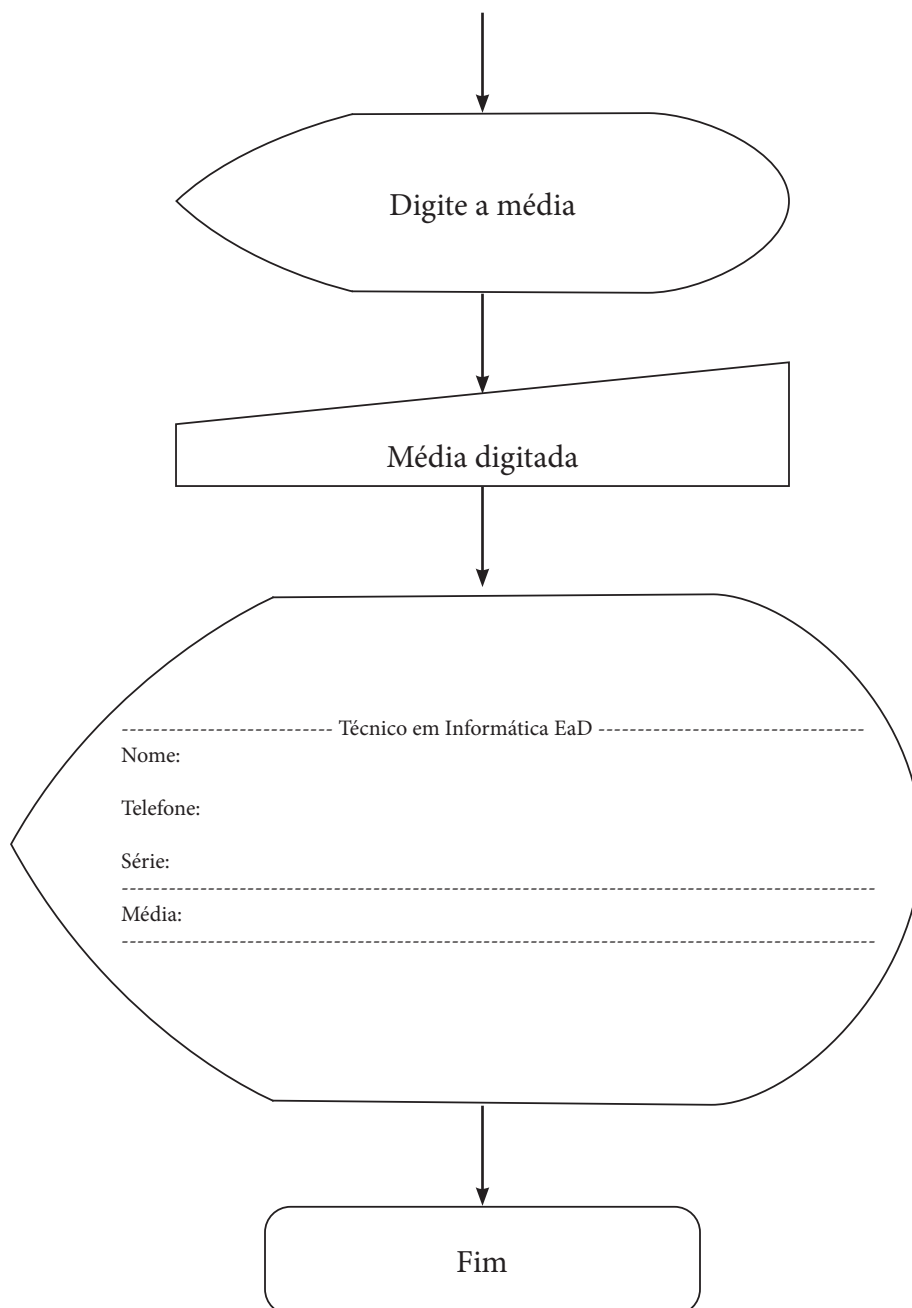 Digite a média
Média digitada
-------------------------- Técnico em Informática EaD ---------------------------------
Nome:
Telefone:
Série:
----------------------------------------------------------------------------------------------
Média:
----------------------------------------------------------------------------------------------
Fim